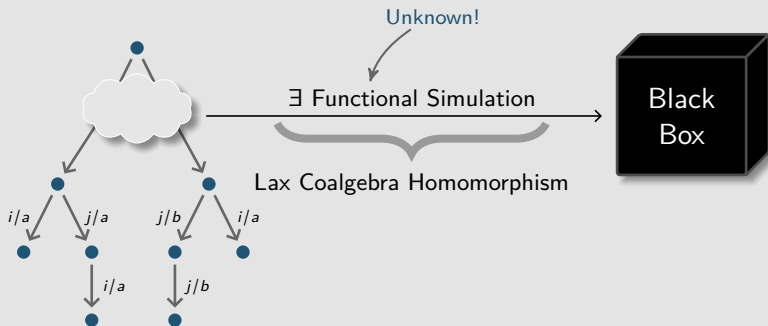 Unknown!
∃ Functional Simulation
Black
Box
Lax Coalgebra Homomorphism
i/a j/a j/b i/a
i/a j/b